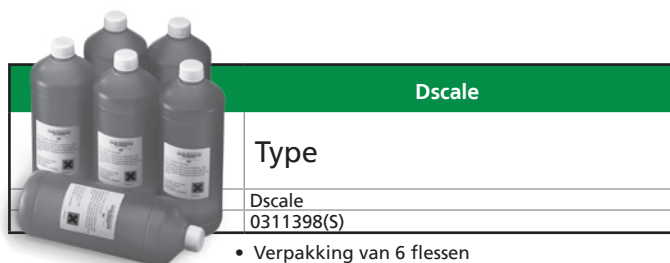 Dscale
Type
Dscale
0311398(S)
• Verpakking van 6 flessen